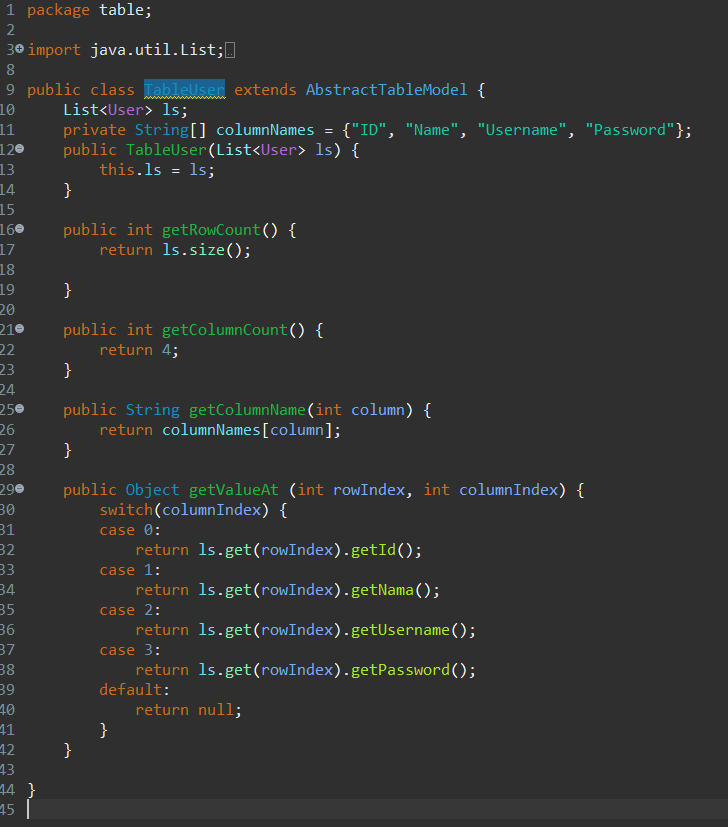 1 package table;
2
3 import java.util.List;
8
9 public class TableUser extends AbstractTableModel {
10 List<User> ls;
11 private String[] columnNames = {"ID", "Name", "Username", "Password"};
12 public TableUser(List<User> ls) {
13 this.ls = ls;
14 }
15
16 public int getRowCount() {
17 return ls.size();
18
19 }
20
21 public int getColumnCount() {
22 return 4;
23 }
24
25 public String getColumnName(int column) {
26 return columnNames[column];
27 }
28
29 public Object getValueAt (int rowIndex, int columnIndex) {
30 switch(columnIndex) {
31 case 0:
32 return ls.get(rowIndex).getId();
33 case 1:
34 return ls.get(rowIndex).getNama();
35 case 2:
36 return ls.get(rowIndex).getUsername();
37 case 3:
38 return ls.get(rowIndex).getPassword();
39 default:
40 return null;
41 }
42 }
43
44 }
45